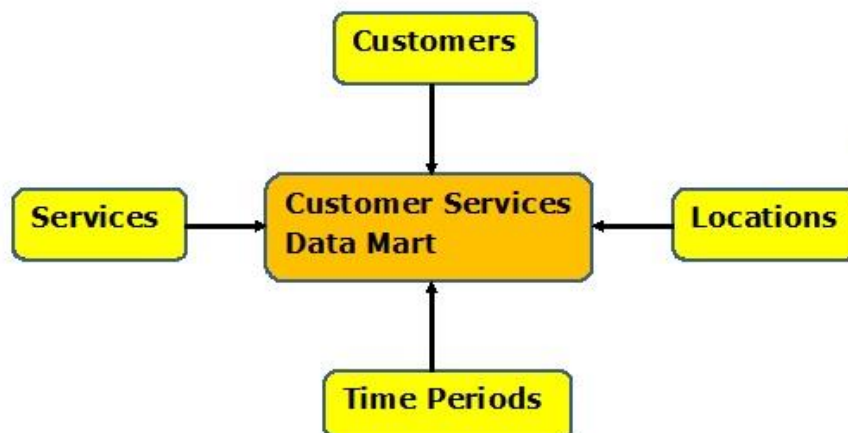 Customers
Services
Customer Services
Data Mart
Locations
Time Periods